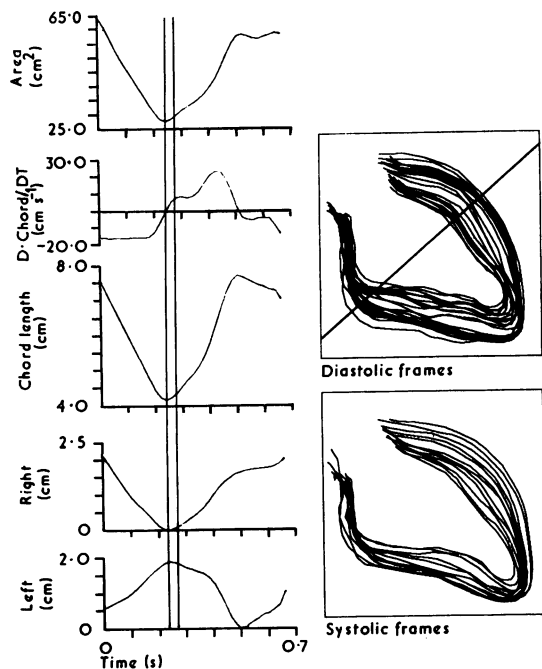 65·0
Area
(cm²)
25·0
30·0
D·Chord/DT
(cm s⁻¹)
-20·0
8·0
Chord length
(cm)
4·0
2·5
Right
(cm)
0
2·0
Left
(cm)
0
0
0·7
Time (s)
Diastolic frames
Systolic frames